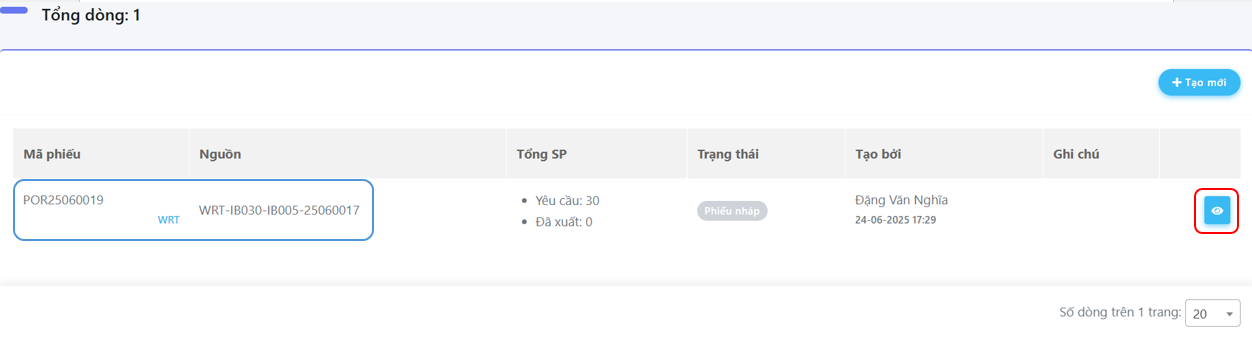 Tổng dòng: 1
Tạo mới
Mã phiếu Nguồn Tổng SP Trạng thái Tạo bởi Ghi chú
POR25060019
WRT
WRT-IB030-IB005-25060017
Yêu cầu: 30
Đã xuất: 0
Phiếu nháp
Đặng Văn Nghĩa
24-06-2025 17:29
Số dòng trên 1 trang: 20